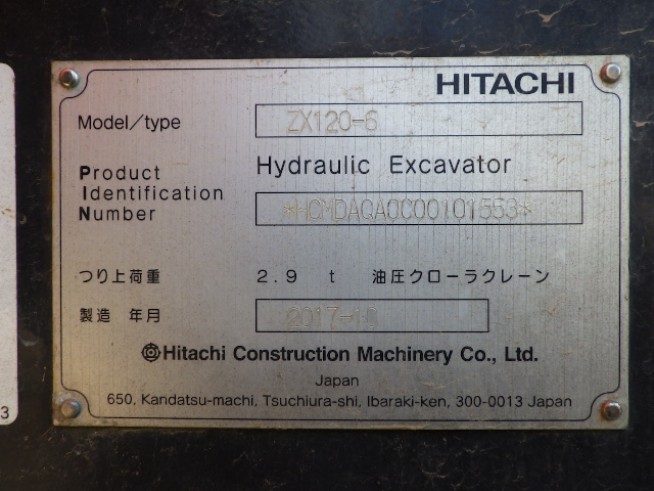 HITACHI
Model/type ZX120-6
Hydraulic Excavator
Product
Identification
Number
つり上荷重 2.9 t 油圧クローラクレーン
製造 年月
Hitachi Construction Machinery Co., Ltd.
Japan
650, Kandatsu-machi, Tsuchiura-shi, Ibaraki-ken, 300-0013 Japan
3